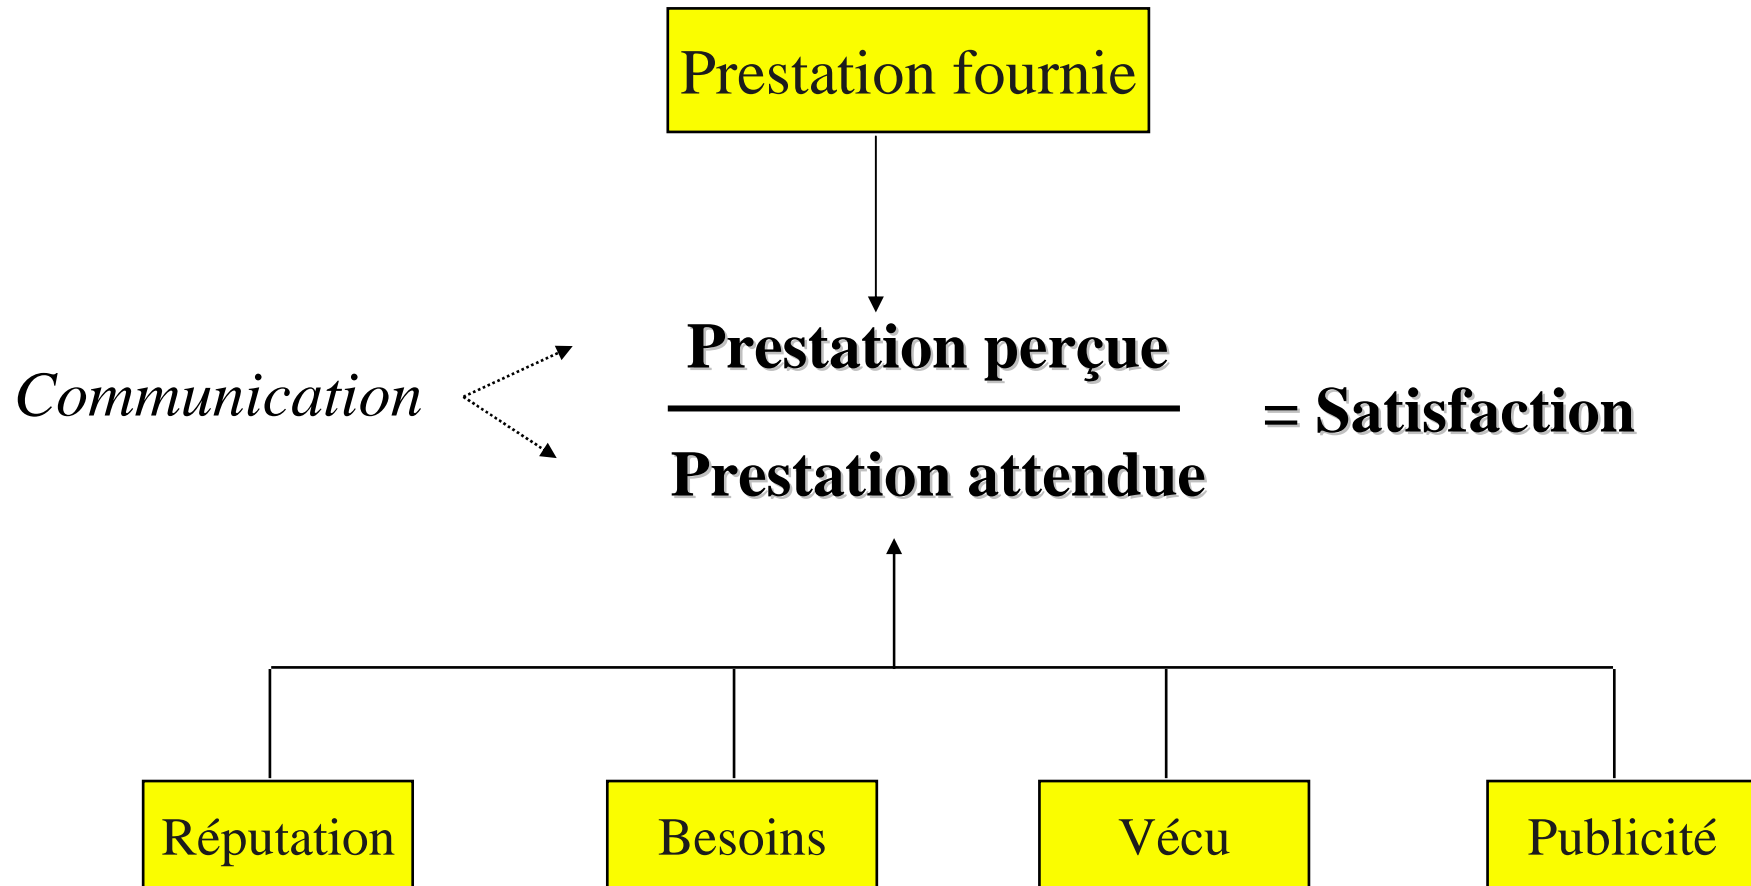 Prestation fournie
Prestation perçue
Communication
= Satisfaction
Prestation attendue
Réputation
Besoins
Vécu
Publicité